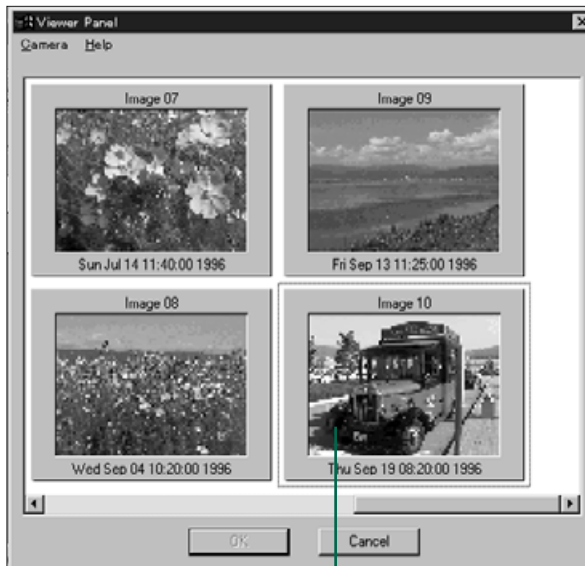 Viewer Panel
Camera Help
Image 07
Sun Jul 14 11:40:00 1996
Image 09
Fri Sep 13 11:25:00 1996
Image 08
Wed Sep 04 10:20:00 1996
Image 10
Thu Sep 19 08:20:00 1996
OK
Cancel